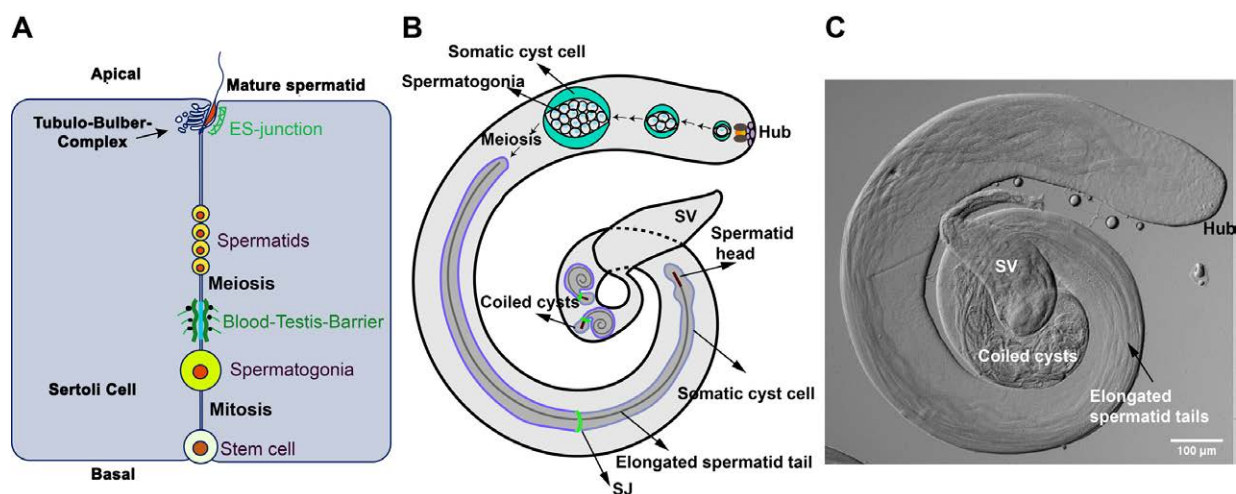 A
Apical
Mature spermatid
Tubulo-Bulber-
Complex
ES-junction
Spermatids
Meiosis
Blood-Testis-Barrier
Spermatogonia
Sertoli Cell
Mitosis
Stem cell
Basal
B
Somatic cyst cell
Spermatogonia
Meiosis
Hub
SV
Spermatid
head
Coiled cysts
Somatic cyst cell
Elongated spermatid tail
SJ
C
Hub
SV
Coiled cysts
Elongated
spermatid tails
100 µm